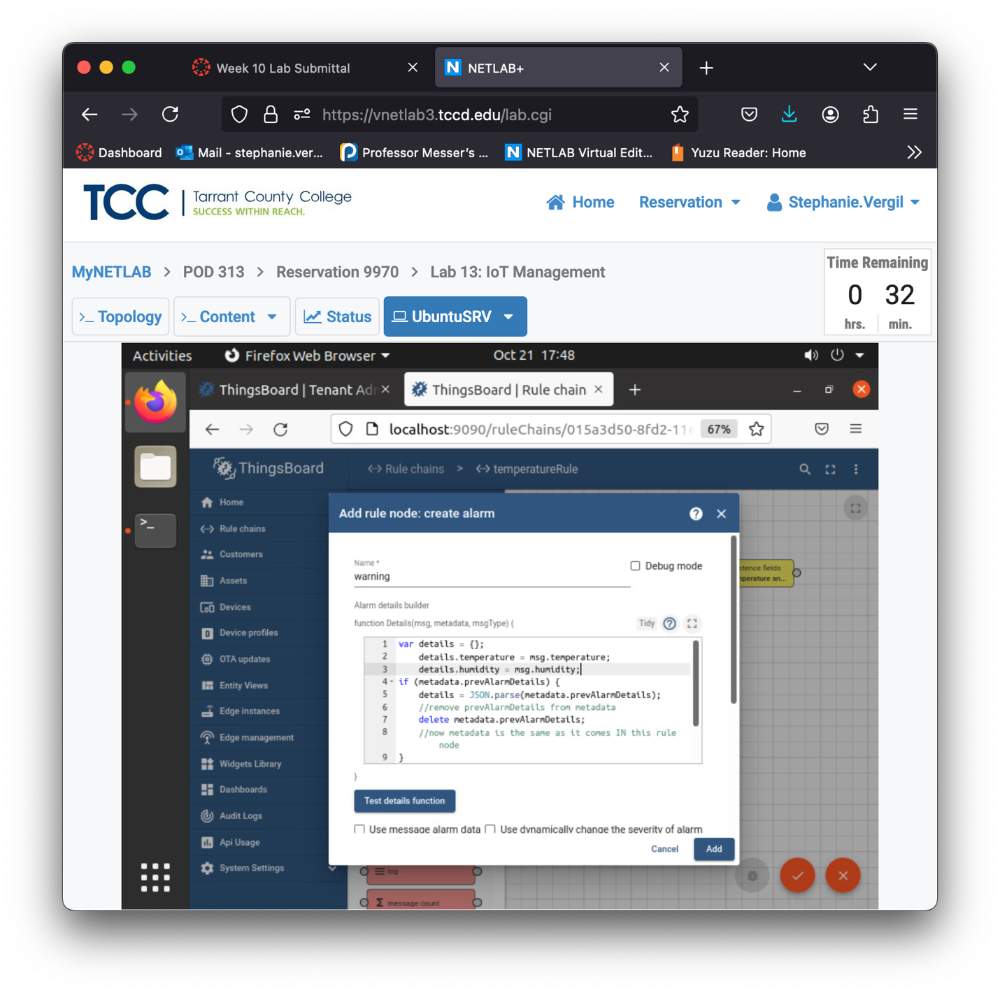 Week 10 Lab Submittal
NETLAB+
https://vnetlab3.tccd.edu/lab.cgi
Dashboard
Mail - stephanie.ver...
Professor Messer's ...
NETLAB Virtual Edit...
Yuzu Reader: Home
TCC
Tarrant County College
SUCCESS WITHIN REACH.
Home
Reservation
Stephanie.Vergil
MyNETLAB > POD 313 > Reservation 9970 > Lab 13: IoT Management
Time Remaining
0 32
hrs. min.
>_ Topology
>_ Content
Status
UbuntuSRV
Activities
Firefox Web Browser
Oct 21 17:48
ThingsBoard | Tenant Adm
ThingsBoard | Rule chain
localhost:9090/ruleChains/015a3d50-8fd2-11e
67%
ThingsBoard
Rule chains > temperatureRule
Home
Rule chains
Customers
Assets
Devices
Device profiles
OTA updates
Entity Views
Edge instances
Edge management
Widgets Library
Dashboards
Audit Logs
Api Usage
System Settings
Add rule node: create alarm
Name *
warning
Debug mode
Alarm details builder
function Details(msg, metadata, msgType) {
Tidy
1 var details = {};
2 details.temperature = msg.temperature;
3 details.humidity = msg.humidity;
4 if (metadata.prevAlarmDetails) {
5 details = JSON.parse(metadata.prevAlarmDetails);
6 //remove prevAlarmDetails from metadata
7 delete metadata.prevAlarmDetails;
8 //now metadata is the same as it comes IN this rule
node
9 }
}
Test details function
Use message alarm data
Use dynamically change the severity of alarm
Cancel
Add
stence fields
perature an...
log
message count